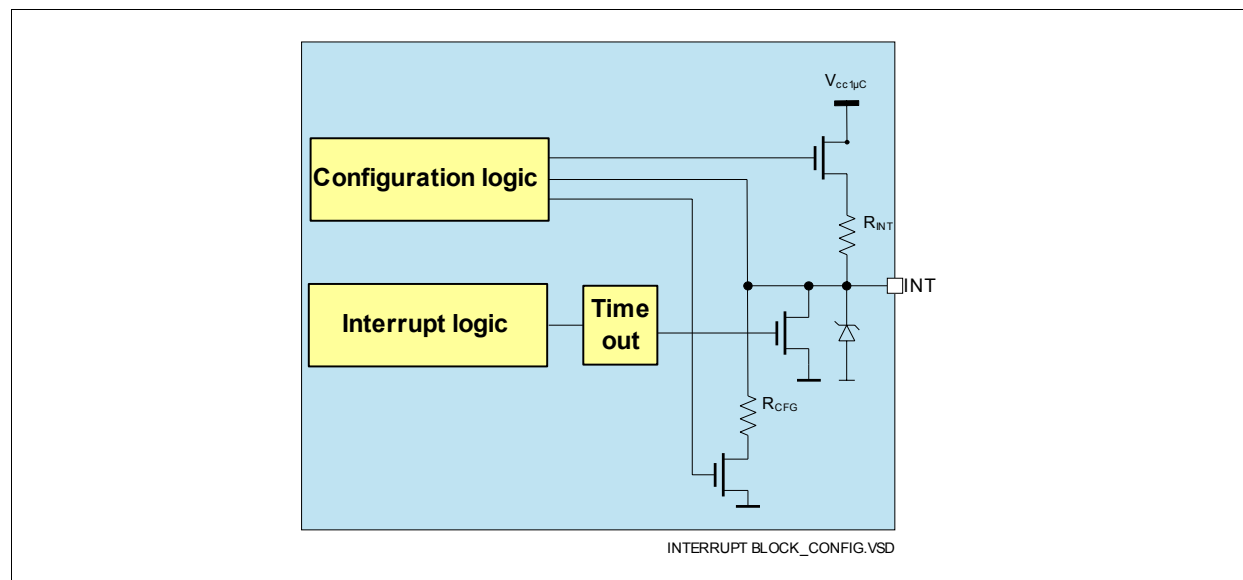 Vcc1µC
Configuration logic
RINT
INT
Interrupt logic
Time
out
RCFG
INTERRUPT BLOCK_CONFIG.VSD